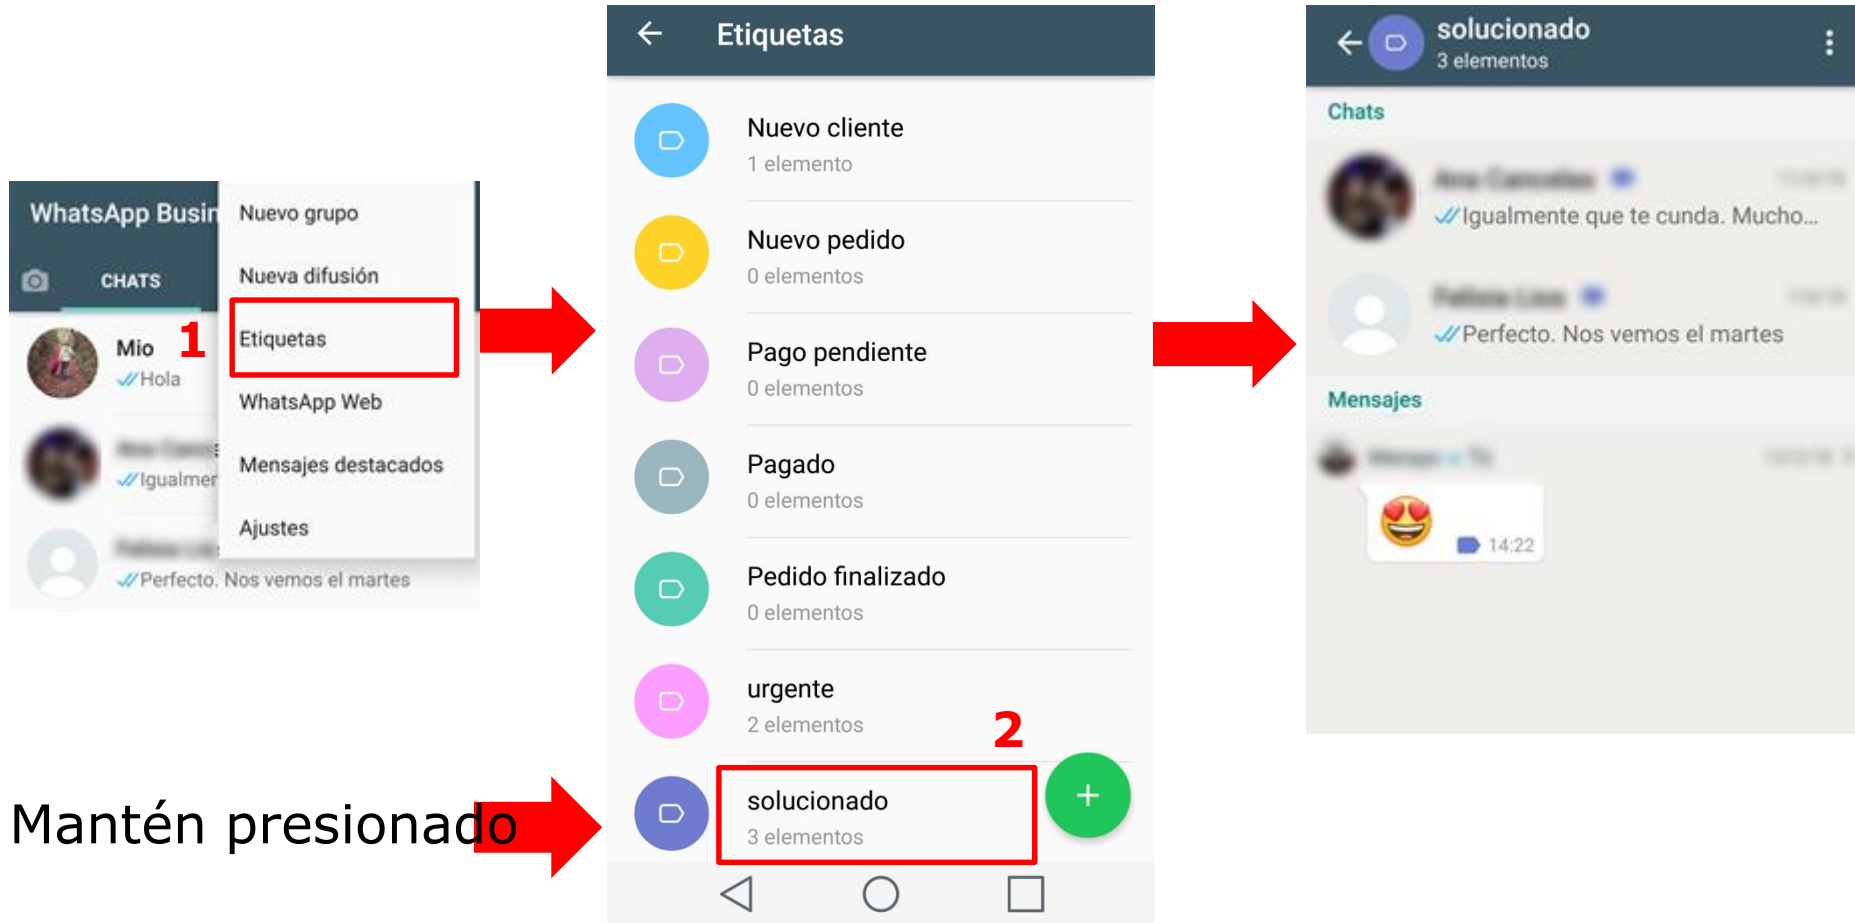 WhatsApp Busin
CHATS
1
Mio
Hola
Igualmer
Perfecto. Nos vemos el martes
Nuevo grupo
Nueva difusión
Etiquetas
WhatsApp Web
Mensajes destacados
Ajustes
Mantén presionado
Etiquetas
Nuevo cliente
1 elemento
Nuevo pedido
0 elementos
Pago pendiente
0 elementos
Pagado
0 elementos
Pedido finalizado
0 elementos
urgente
2 elementos
2
solucionado
3 elementos
+
solucionado
3 elementos
Chats
Igualmente que te cunda. Mucho...
Perfecto. Nos vemos el martes
Mensajes
14:22